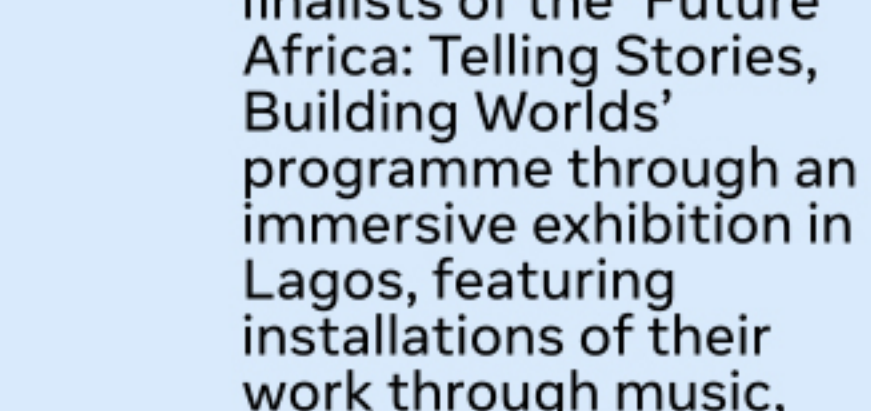 finalists of the ‘Future
Africa: Telling Stories,
Building Worlds’
programme through an
immersive exhibition in
Lagos, featuring
installations of their
work through music,